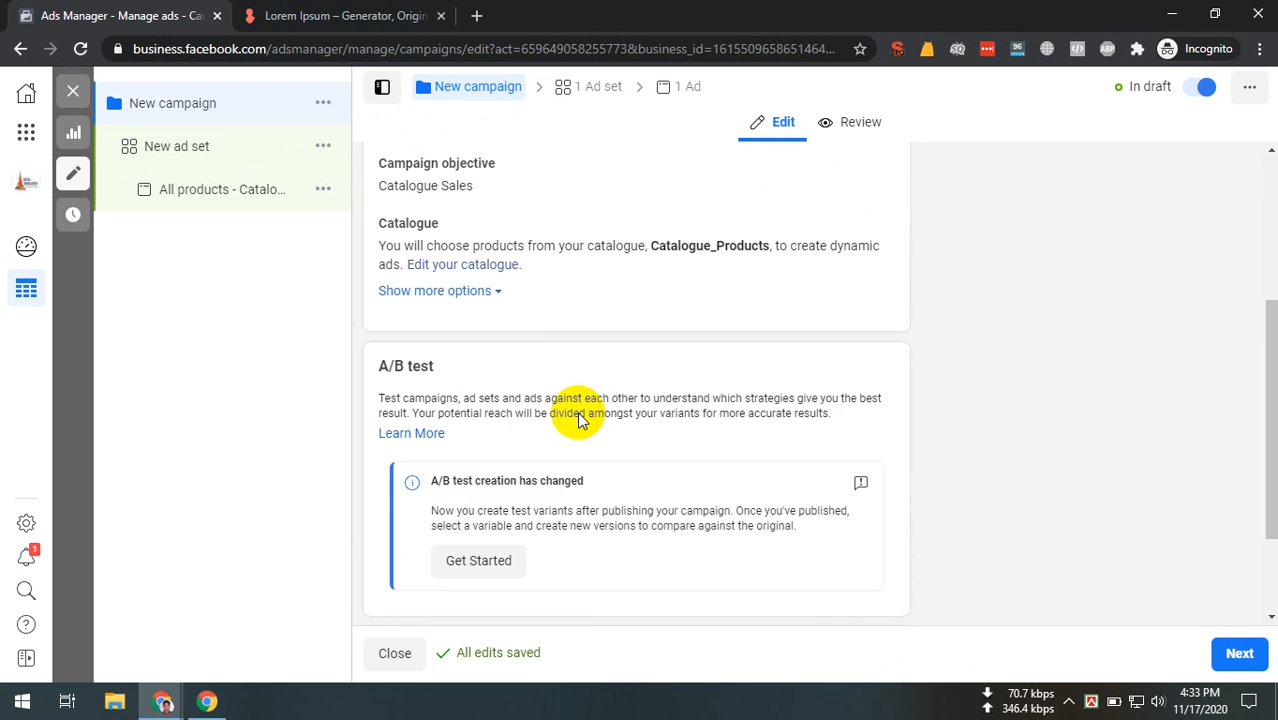 Ads Manager - Manage ads - Ca
Lorem Ipsum – Generator, Origin
business.facebook.com/adsmanager/manage/campaigns/edit?act=659649058255773&business_id=1615509658651464...
96
ABP
Incognito
New campaign
New ad set
All products - Catalo...
New campaign
1 Ad set
1 Ad
In draft
Edit
Review
Campaign objective
Catalogue Sales
Catalogue
You will choose products from your catalogue, Catalogue_Products, to create dynamic
ads. Edit your catalogue.
Show more options
A/B test
Test campaigns, ad sets and ads against each other to understand which strategies give you the best
result. Your potential reach will be divided amongst your variants for more accurate results.
Learn More
A/B test creation has changed
Now you create test variants after publishing your campaign. Once you've published,
select a variable and create new versions to compare against the original.
Get Started
1
Close
All edits saved
Next
70.7 kbps
346.4 kbps
4:33 PM
11/17/2020